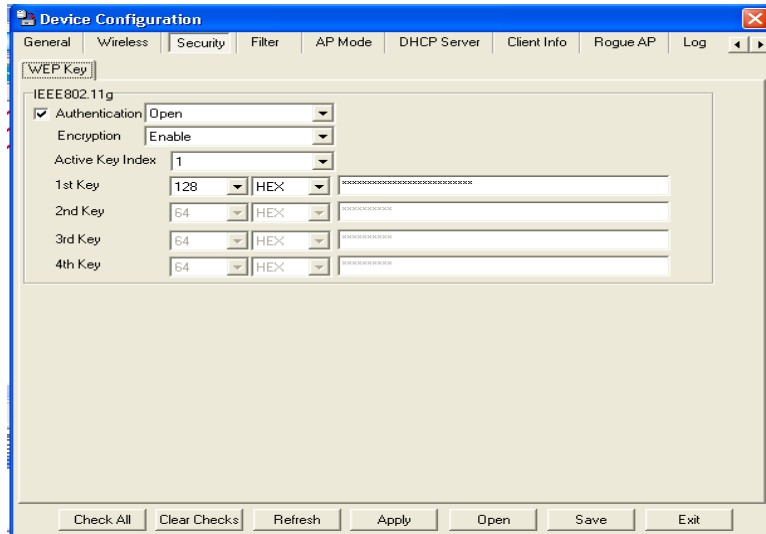 Device Configuration
General Wireless Security Filter AP Mode DHCP Server Client Info Rogue AP Log
WEP Key
IEEE802.11g
Authentication Open
Encryption Enable
Active Key Index 1
1st Key 128 HEX **************************
2nd Key 64 HEX **********
3rd Key 64 HEX **********
4th Key 64 HEX **********
Check All Clear Checks Refresh Apply Open Save Exit